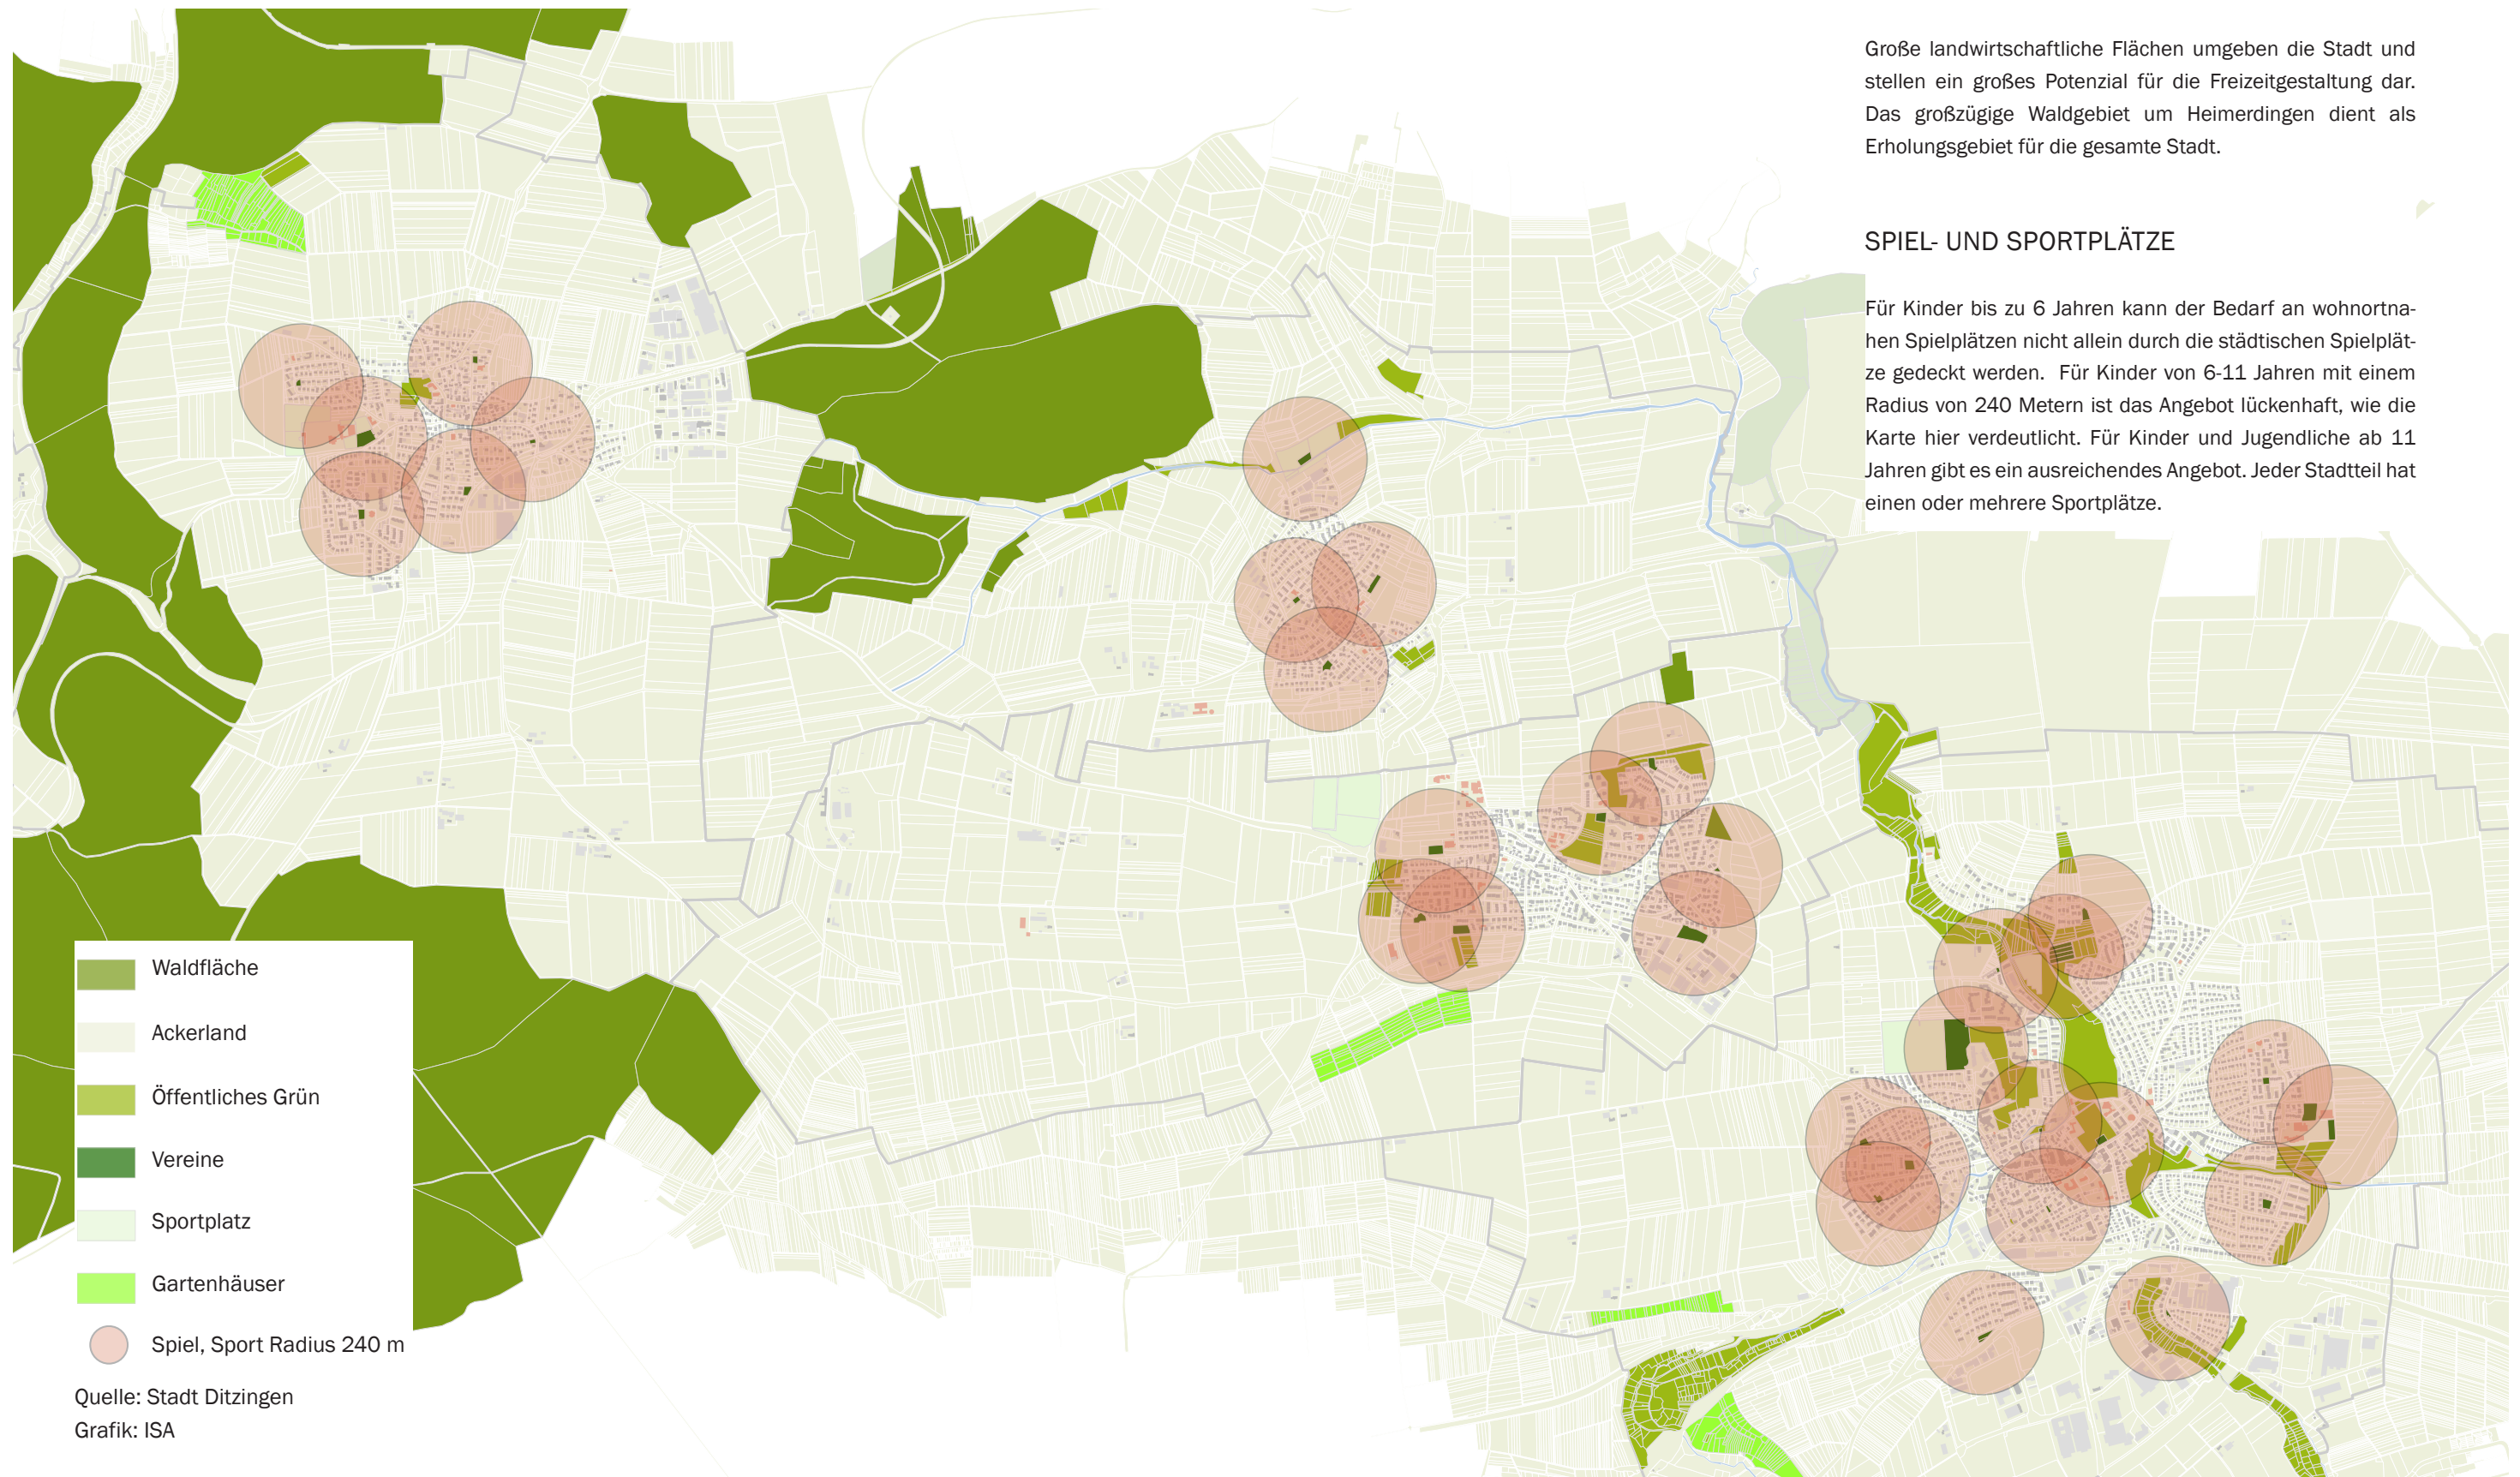 Große landwirtschaftliche Flächen umgeben die Stadt und
stellen ein großes Potenzial für die Freizeitgestaltung dar.
Das großzügige Waldgebiet um Heimerdingen dient als
Erholungsgebiet für die gesamte Stadt.
SPIEL- UND SPORTPLÄTZE
Für Kinder bis zu 6 Jahren kann der Bedarf an wohnortna-
hen Spielplätzen nicht allein durch die städtischen Spielplät-
ze gedeckt werden. Für Kinder von 6-11 Jahren mit einem
Radius von 240 Metern ist das Angebot lückenhaft, wie die
Karte hier verdeutlicht. Für Kinder und Jugendliche ab 11
Jahren gibt es ein ausreichendes Angebot. Jeder Stadtteil hat
einen oder mehrere Sportplätze.
Waldfläche
Ackerland
Öffentliches Grün
Vereine
Sportplatz
Gartenhäuser
Spiel, Sport Radius 240 m
Quelle: Stadt Ditzingen
Grafik: ISA